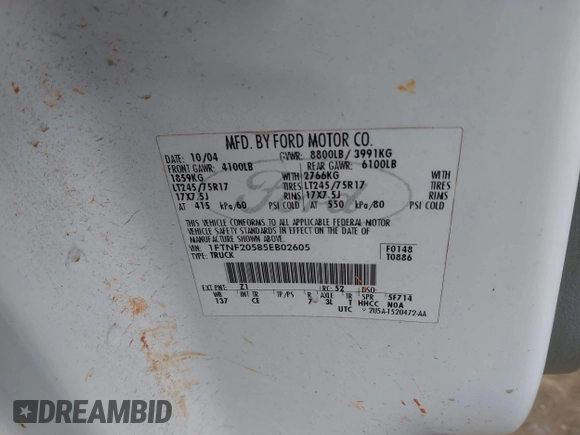 MFD. BY FORD MOTOR CO.
DATE: 10/04 GVWR: 8800LB/ 3991KG
FRONT GAWR: 4100LB REAR GAWR: 6100LB
1859KG WITH 2766KG WITH
LT245/75R17 TIRES LT245/75R17 TIRES
17X7.5J RIMS 17X7.5J RIMS
AT 415 kPa/60 PSI COLD AT 550 kPa/80 PSI COLD
THIS VEHICLE CONFORMS TO ALL APPLICABLE FEDERAL MOTOR
VEHICLE SAFETY STANDARDS IN EFFECT ON THE DATE OF
MANUFACTURE SHOWN ABOVE.
VIN: 1FTNF20585EB02605 F0148
TYPE: TRUCK T0886
Ford
EXT PNT: Z1 RC: 52 DSO:
WB INT TR TP/PS R AX TR SPR 5F714
137 CE 7 3L T HHCC NOA
UTC 2U5A-1520472-AA
DREAMBID